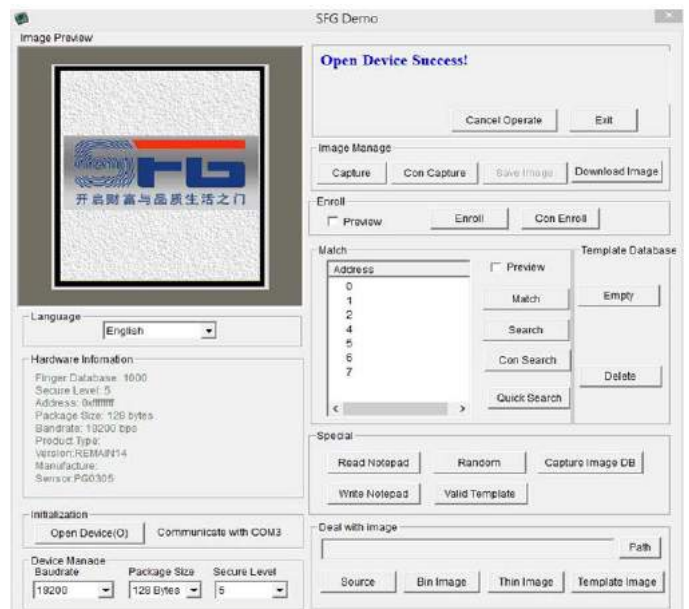 SFG Demo
Image Preview
SFG
开启财富与品质生活之门
Language
English
Hardware Infomation
Finger Database: 1000
Secure Level: 5
Address: 0xffffffff
Package Size: 128 bytes
Bandrate: 19200 bps
Product Type:
Version:REMAIN14
Manufacture:
Sensor:PG0305
Initialization
Open Device(O)
Communicate with COM3
Device Manage
Baudrate
Package Size
Secure Level
19200
128 Bytes
5
Open Device Success!
Cancel Operate
Exit
Image Manage
Capture
Con Capture
Save Image
Download Image
Enroll
Preview
Enroll
Con Enroll
Match
Address
0
1
2
4
5
6
7
Preview
Match
Search
Con Search
Quick Search
Template Database
Empty
Delete
Special
Read Notepad
Random
Capture Image DB
Write Notepad
Valid Template
Deal with image
Path
Source
Bin Image
Thin Image
Template Image